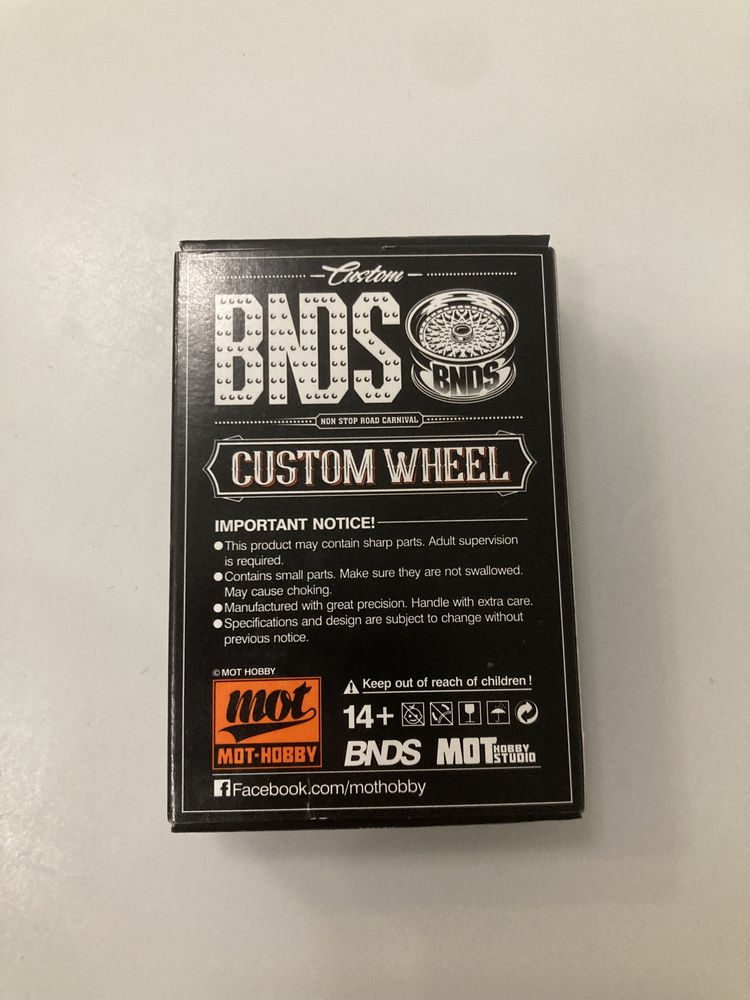 Custom
BNDS
BNDS
NON STOP ROAD CARNIVAL
CUSTOM WHEEL
IMPORTANT NOTICE!
●This product may contain sharp parts. Adult supervision
is required.
●Contains small parts. Make sure they are not swallowed.
May cause choking.
●Manufactured with great precision. Handle with extra care.
●Specifications and design are subject to change without
previous notice.
© MOT HOBBY
mot
MOT-HOBBY
Keep out of reach of children !
14+
BNDS MOT HOBBY STUDIO
Facebook.com/mothobby